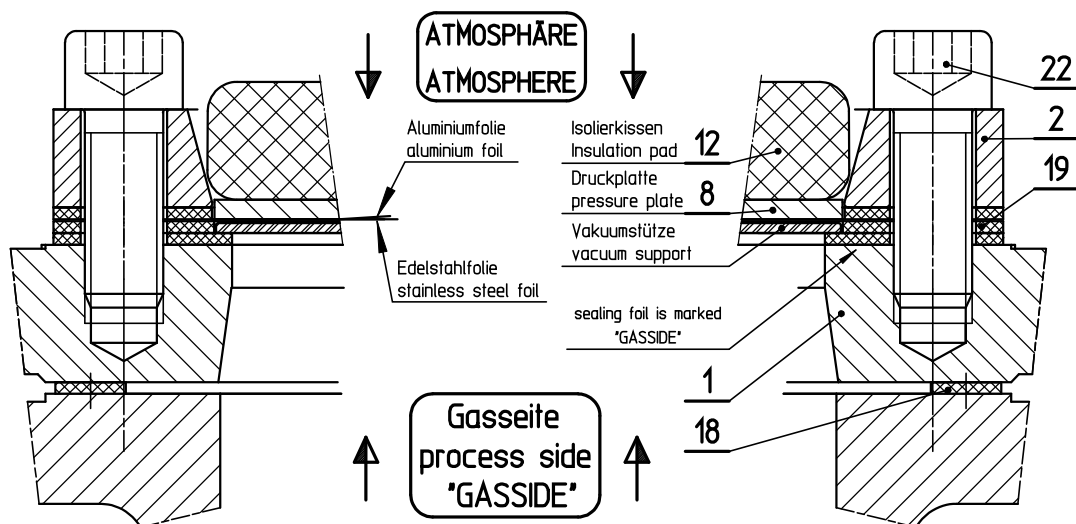 ATMOSPHÄRE
ATMOSPHERE
22
2
19
Aluminiumfolie
aluminium foil
Isolierkissen
Insulation pad 12
Druckplatte
pressure plate 8
Vakuumstütze
vacuum support
Edelstahlfolie
stainless steel foil
sealing foil is marked
"GASSIDE"
1
18
Gasseite
process side
"GASSIDE"